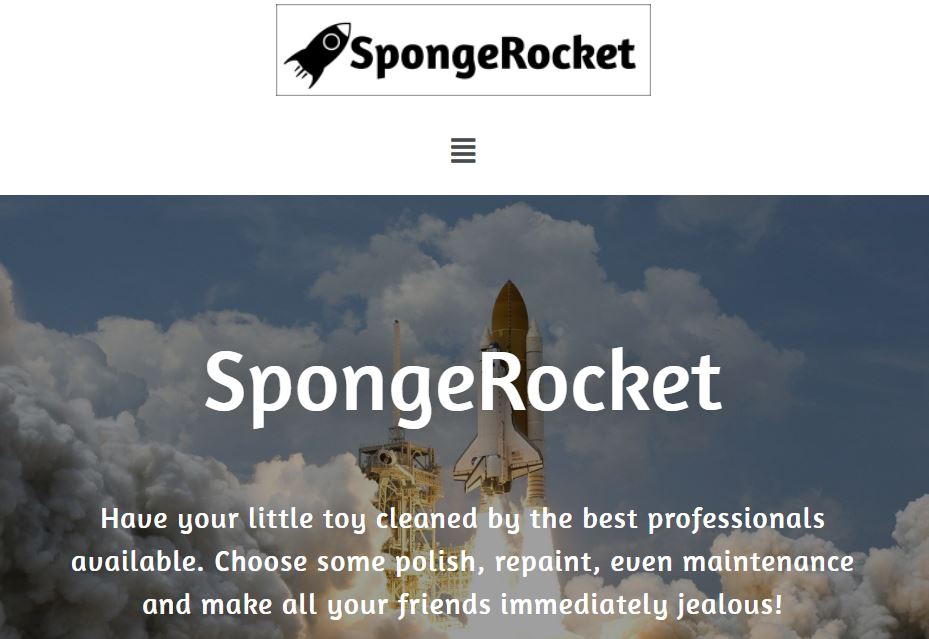 SpongeRocket
SpongeRocket
Have your little toy cleaned by the best professionals
available. Choose some polish, repaint, even maintenance
and make all your friends immediately jealous!